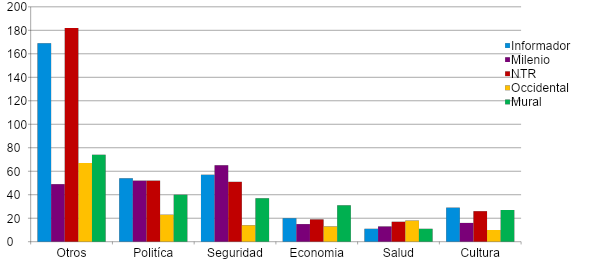 200
180
160
140
120
100
80
60
40
20
0
Otros
Política
Seguridad
Economia
Salud
Cultura
Informador
Milenio
NTR
Occidental
Mural